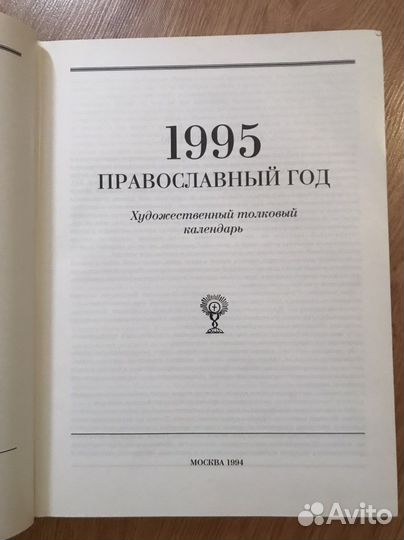 1995
ПРАВОСЛАВНЫЙ ГОД
Художественный толковый
календарь
МОСКВА 1994
Avito